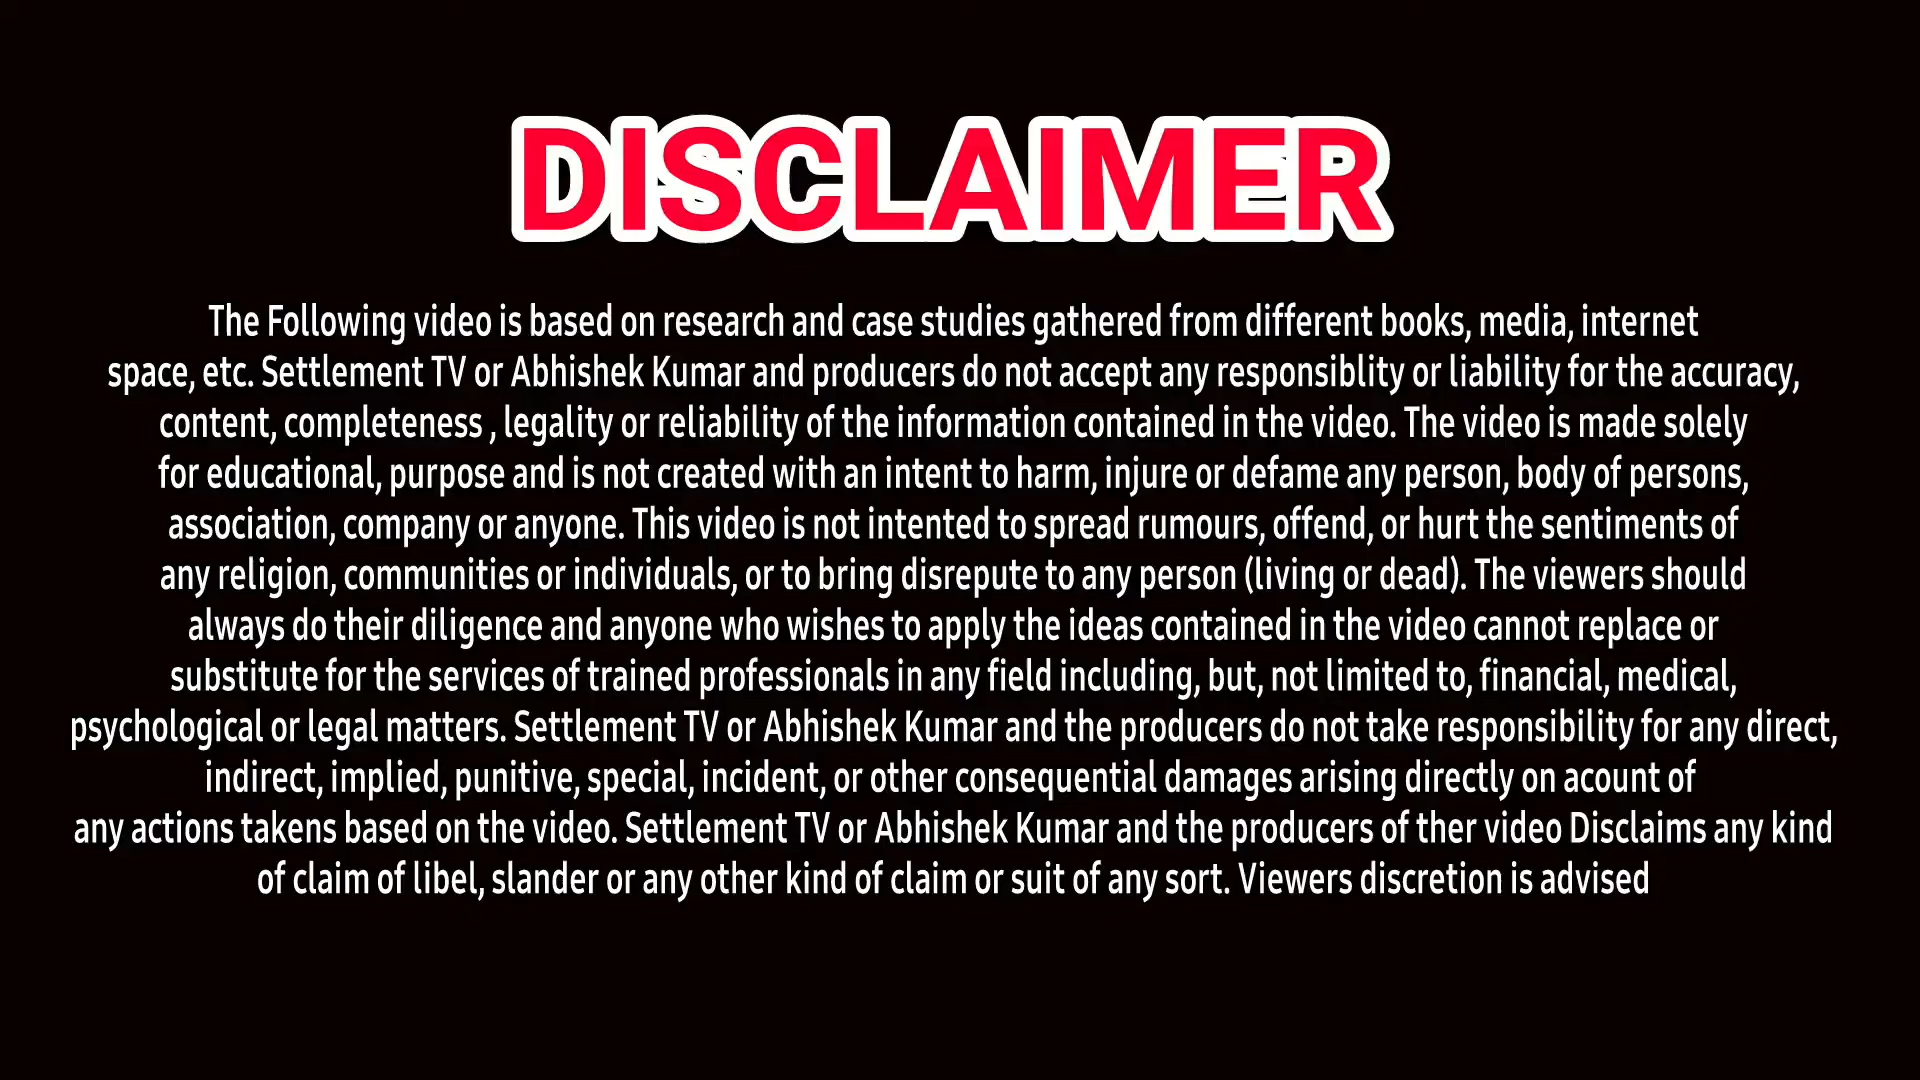 DISCLAIMER
The Following video is based on research and case studies gathered from different books, media, internet
space, etc. Settlement TV or Abhishek Kumar and producers do not accept any responsiblity or liability for the accuracy,
content, completeness , legality or reliability of the information contained in the video. The video is made solely
for educational, purpose and is not created with an intent to harm, injure or defame any person, body of persons,
association, company or anyone. This video is not intented to spread rumours, offend, or hurt the sentiments of
any religion, communities or individuals, or to bring disrepute to any person (living or dead). The viewers should
always do their diligence and anyone who wishes to apply the ideas contained in the video cannot replace or
substitute for the services of trained professionals in any field including, but, not limited to, financial, medical,
psychological or legal matters. Settlement TV or Abhishek Kumar and the producers do not take responsibility for any direct,
indirect, implied, punitive, special, incident, or other consequential damages arising directly on acount of
any actions takens based on the video. Settlement TV or Abhishek Kumar and the producers of ther video Disclaims any kind
of claim of libel, slander or any other kind of claim or suit of any sort. Viewers discretion is advised